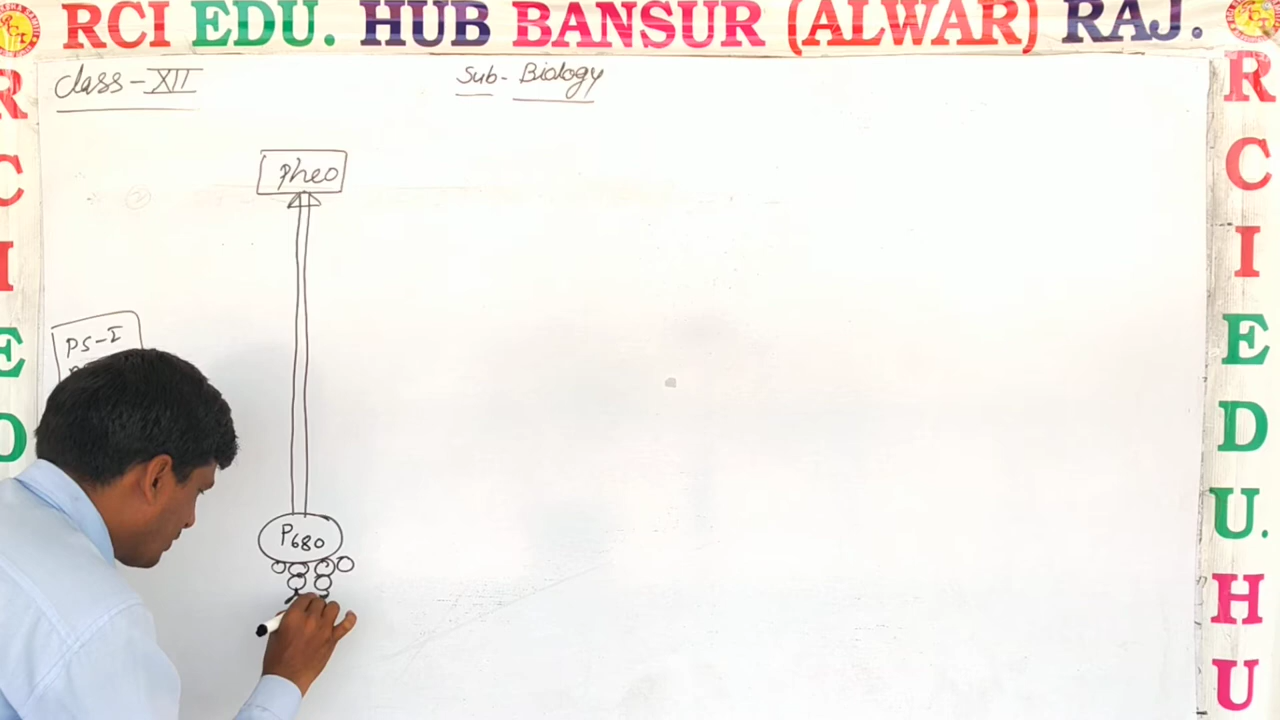 RCI EDU. HUB BANSUR (ALWAR) RAJ.
Class - XII
Sub - Biology
Pheo
PS-I
P680
R
C
I
E
D
R
C
I
E
D
U.
H
U